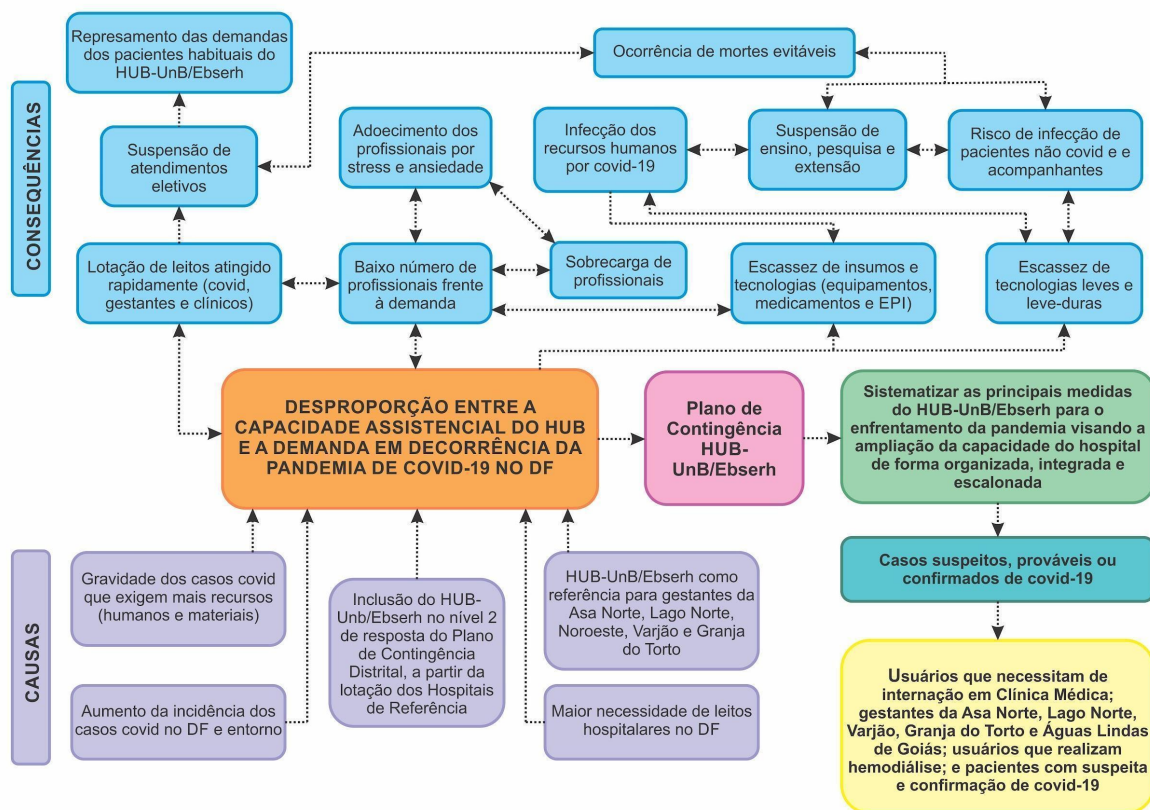 CONSEQUÊNCIAS
Represamento das demandas
dos pacientes habituais do
HUB-UnB/Ebserh
Ocorrência de mortes evitáveis
Suspensão de
atendimentos
eletivos
Adoecimento dos
profissionais por
stress e ansiedade
Infecção dos
recursos humanos
por covid-19
Suspensão de
ensino, pesquisa e
extensão
Risco de infecção de
pacientes não covid e e
acompanhantes
Lotação de leitos atingido
rapidamente (covid,
gestantes e clínicos)
Baixo número de
profissionais frente
à demanda
Sobrecarga de
profissionais
Escassez de insumos e
tecnologias (equipamentos,
medicamentos e EPI)
Escassez de
tecnologias leves e
leve-duras
DESPROPORÇÃO ENTRE A
CAPACIDADE ASSISTENCIAL DO HUB
E A DEMANDA EM DECORRÊNCIA DA
PANDEMIA DE COVID-19 NO DF
Plano de
Contingência
HUB-
UnB/Ebserh
Sistematizar as principais medidas
do HUB-UnB/Ebserh para o
enfrentamento da pandemia visando a
ampliação da capacidade do hospital
de forma organizada, integrada e
escalonada
CAUSAS
Gravidade dos casos covid
que exigem mais recursos
(humanos e materiais)
Inclusão do HUB-
Unb/Ebserh no nível 2
de resposta do Plano
de Contingência
Distrital, a partir da
lotação dos Hospitais
de Referência
HUB-UnB/Ebserh como
referência para gestantes da
Asa Norte, Lago Norte,
Noroeste, Varjão e Granja
do Torto
Casos suspeitos, prováveis ou
confirmados de covid-19
Aumento da incidência dos
casos covid no DF e entorno
Maior necessidade de leitos
hospitalares no DF
Usuários que necessitam de
internação em Clínica Médica;
gestantes da Asa Norte, Lago Norte,
Varjão, Granja do Torto e Águas Lindas
de Goiás; usuários que realizam
hemodiálise; e pacientes com suspeita
e confirmação de covid-19